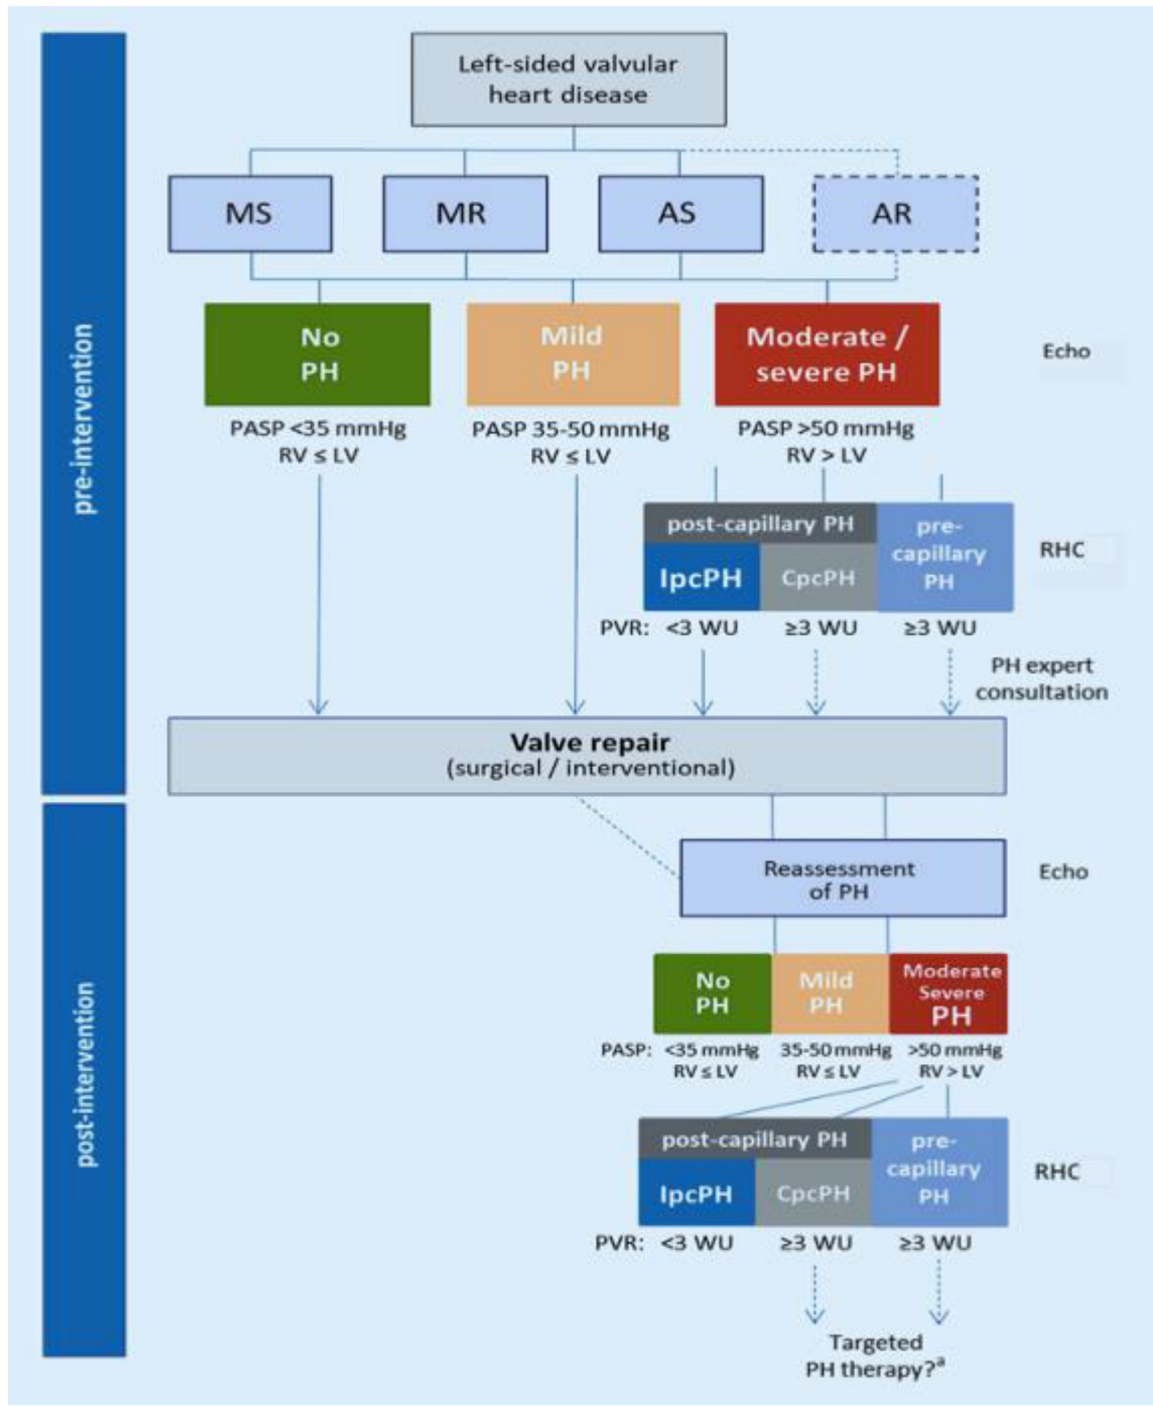 Left-sided valvular
heart disease
MS
MR
AS
AR
pre-intervention
No
PH
Mild
PH
Moderate /
severe PH
Echo
PASP <35 mmHg
RV ≤ LV
PASP 35-50 mmHg
RV ≤ LV
PASP >50 mmHg
RV > LV
post-capillary PH
pre-
capillary
PH
IpcPH
CpcPH
RHC
PVR: <3 WU ≥3 WU ≥3 WU
PH expert
consultation
Valve repair
(surgical / interventional)
post-intervention
Reassessment
of PH
Echo
No
PH
Mild
PH
Moderate
Severe
PH
PASP: <35 mmHg 35-50 mmHg >50 mmHg
RV ≤ LV RV ≤ LV RV > LV
post-capillary PH
pre-
capillary
PH
IpcPH
CpcPH
RHC
PVR: <3 WU ≥3 WU ≥3 WU
Targeted
PH therapy?ª